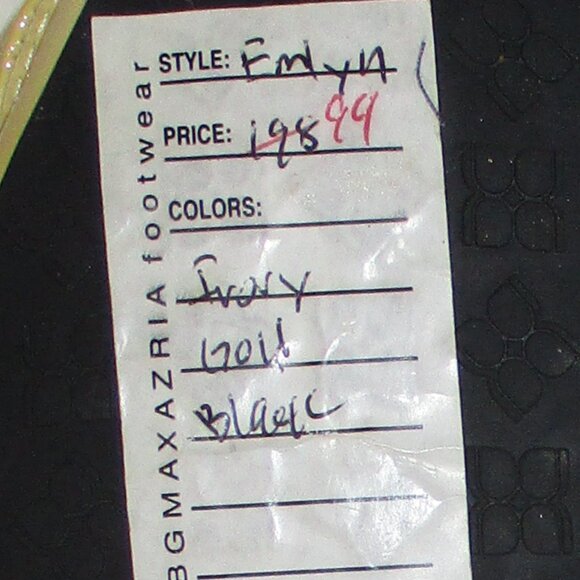 STYLE: Emlyn
PRICE: 198 99
COLORS:
Ivory
Gold
Black
BGMAXAZRIA footwear